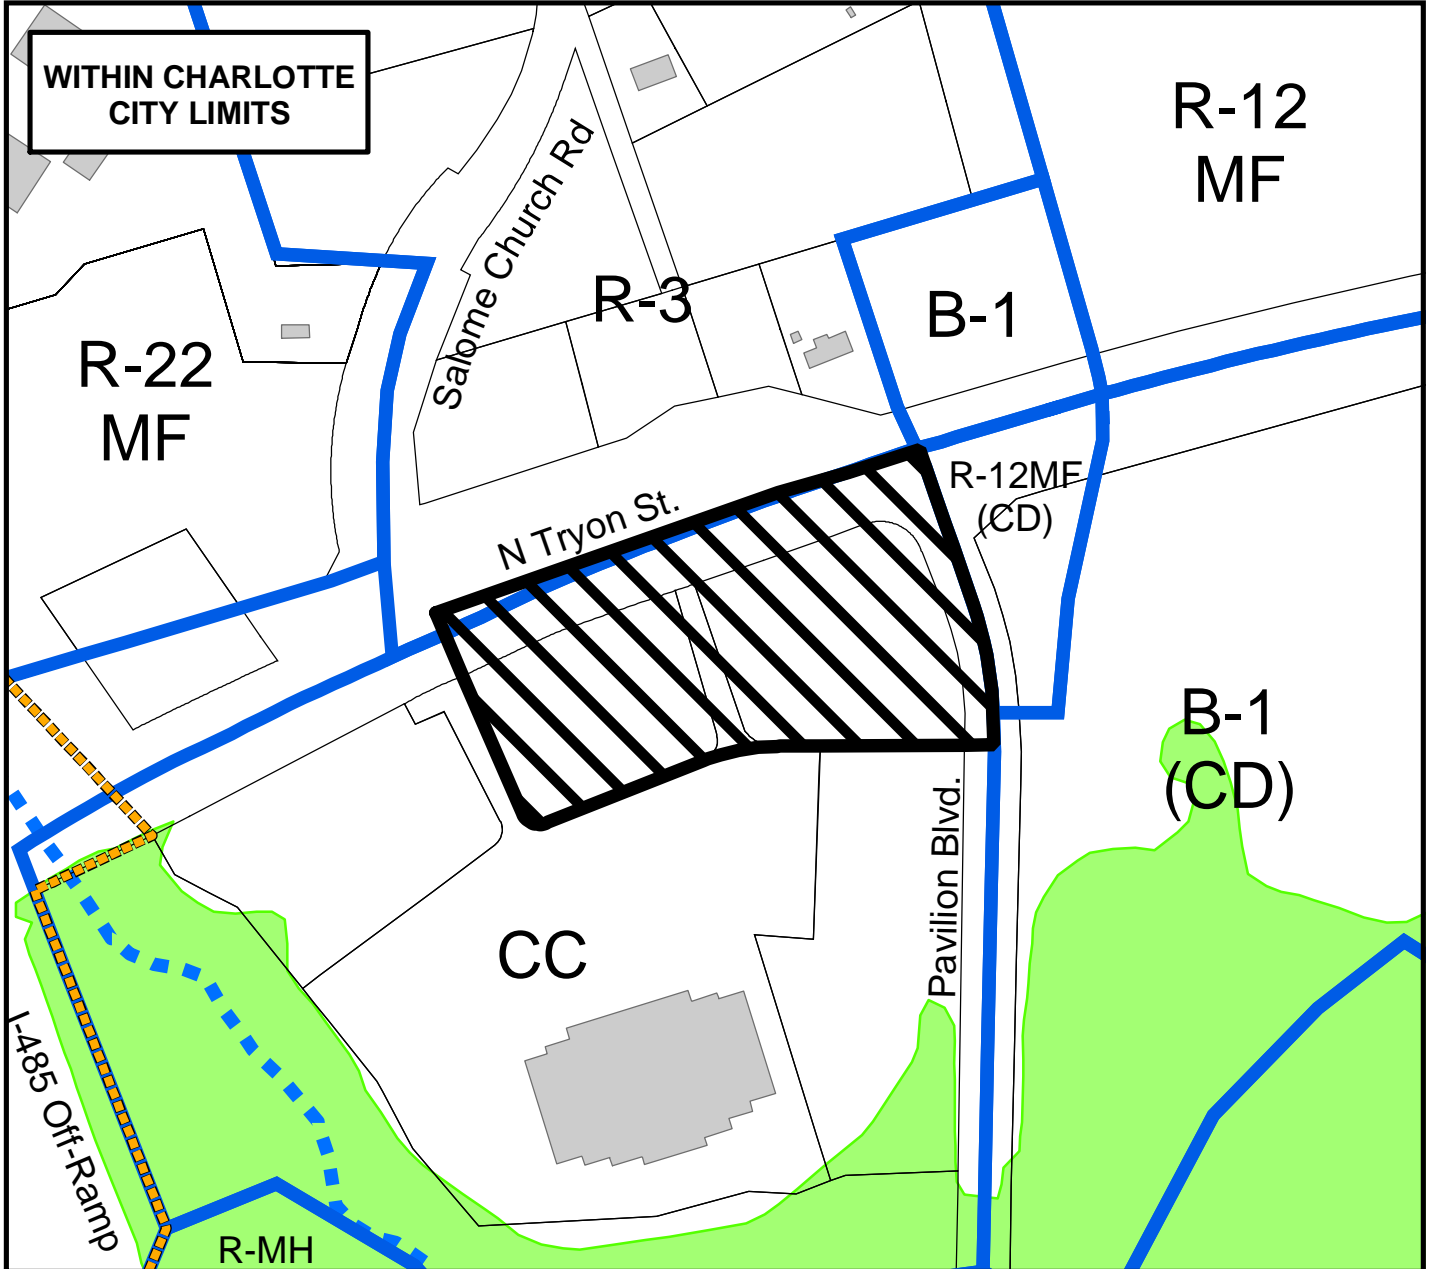 WITHIN CHARLOTTE
CITY LIMITS
R-12
MF
Salome Church Rd
R-3
B-1
R-22
MF
R-12MF
(CD)
N Tryon St.
B-1
(CD)
Pavilion Blvd.
CC
I-485 Off-Ramp
R-MH